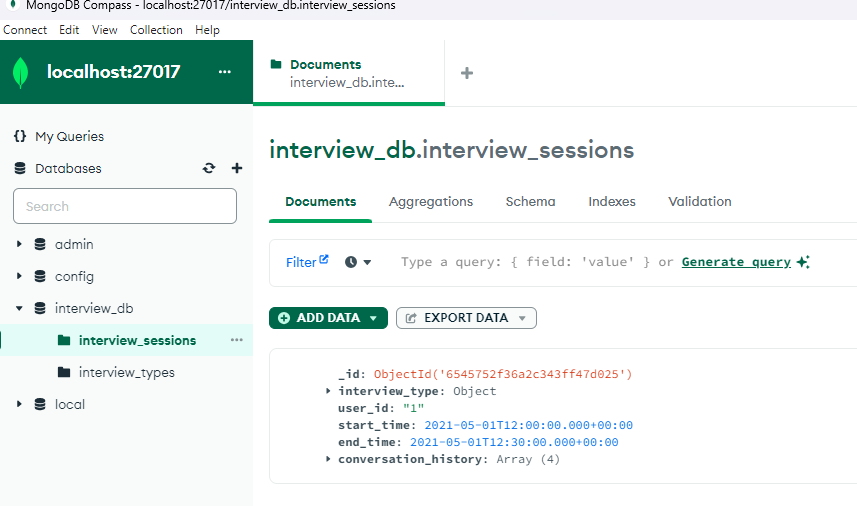 MongoDB Compass - localhost:27017/interview_db.interview_sessions
Connect Edit View Collection Help
localhost:27017 ...
Documents
interview_db.inte...
+
{} My Queries
Databases
Search
admin
config
interview_db
interview_sessions ...
interview_types
local
interview_db.interview_sessions
Documents Aggregations Schema Indexes Validation
Filter Type a query: { field: 'value' } or Generate query
ADD DATA EXPORT DATA
_id: ObjectId('6545752f36a2c343ff47d025')
interview_type: Object
user_id: "1"
start_time: 2021-05-01T12:00:00.000+00:00
end_time: 2021-05-01T12:30:00.000+00:00
conversation_history: Array (4)